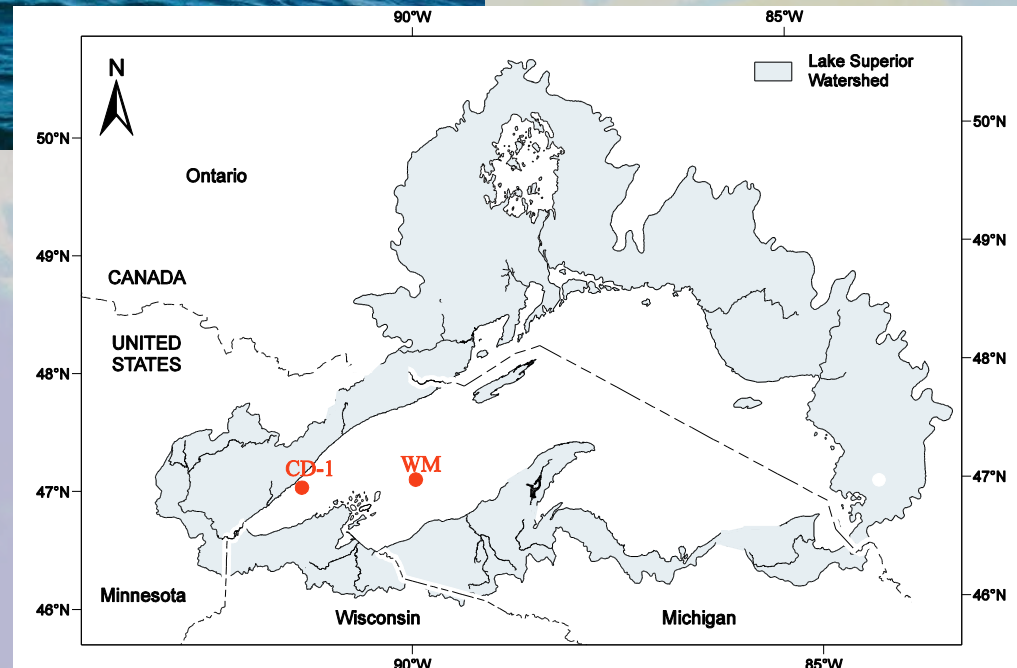 90°W
85°W
N
Lake Superior
Watershed
50°N
50°N
Ontario
49°N
49°N
CANADA
UNITED
STATES
48°N
48°N
CD-1
WM
47°N
47°N
Minnesota
Wisconsin
Michigan
46°N
46°N
90°W
85°W